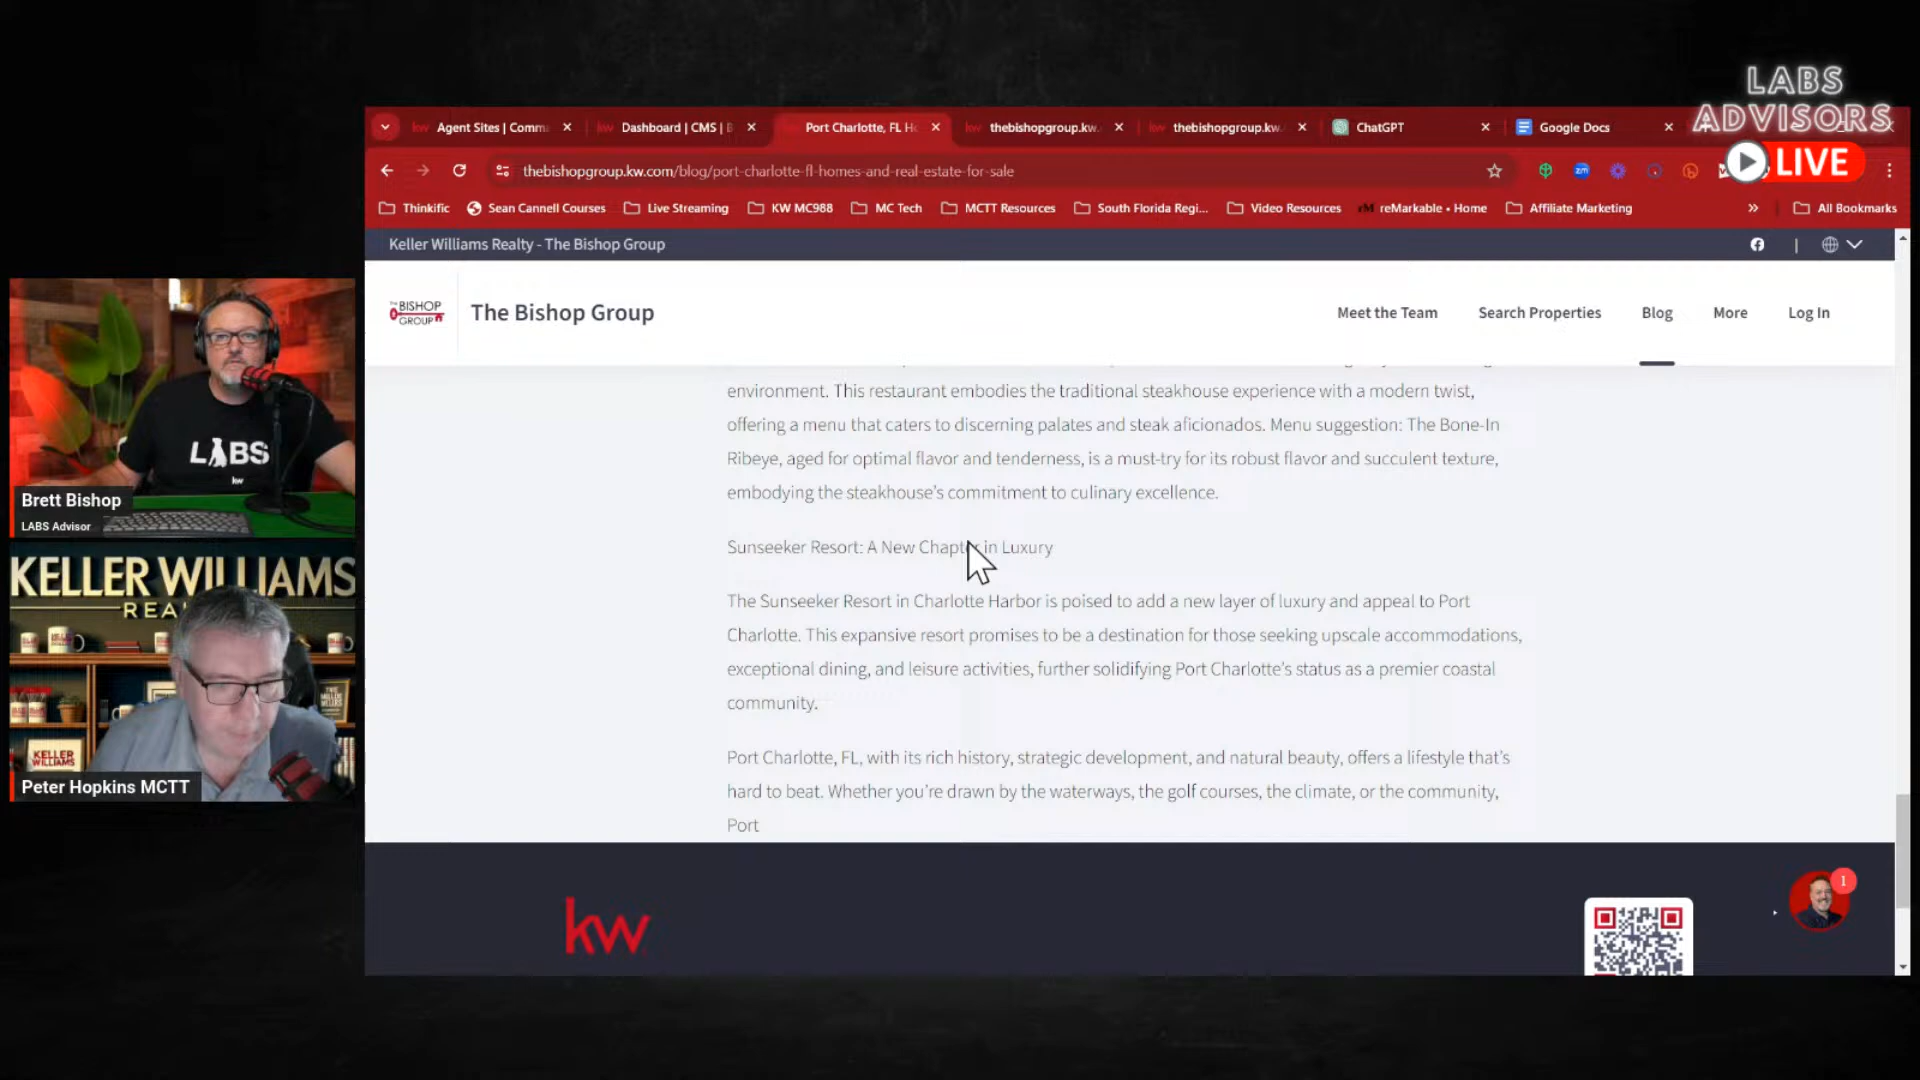 LABS
ADVISORS
LIVE
Agent Sites | Comm
Dashboard | CMS | B
Port Charlotte, FL H
thebishopgroup.kw.
thebishopgroup.kw.
ChatGPT
Google Docs
thebishopgroup.kw.com/blog/port-charlotte-fl-homes-and-real-estate-for-sale
zm
Thinkific
Sean Cannell Courses
Live Streaming
KW MC988
MC Tech
MCTT Resources
South Florida Regi...
Video Resources
rM reMarkable • Home
Affiliate Marketing
»
All Bookmarks
Keller Williams Realty - The Bishop Group
THE BISHOP GROUP
The Bishop Group
Meet the Team
Search Properties
Blog
More
Log In
environment. This restaurant embodies the traditional steakhouse experience with a modern twist,
offering a menu that caters to discerning palates and steak aficionados. Menu suggestion: The Bone-In
Ribeye, aged for optimal flavor and tenderness, is a must-try for its robust flavor and succulent texture,
embodying the steakhouse's commitment to culinary excellence.
Sunseeker Resort: A New Chapter in Luxury
The Sunseeker Resort in Charlotte Harbor is poised to add a new layer of luxury and appeal to Port
Charlotte. This expansive resort promises to be a destination for those seeking upscale accommodations,
exceptional dining, and leisure activities, further solidifying Port Charlotte's status as a premier coastal
community.
Port Charlotte, FL, with its rich history, strategic development, and natural beauty, offers a lifestyle that's
hard to beat. Whether you're drawn by the waterways, the golf courses, the climate, or the community,
Port
kw
1
LABS
kw
Brett Bishop
LABS Advisor
KELLER WILLIAMS
REA
KELLER
WILLIAMS
Peter Hopkins MCTT